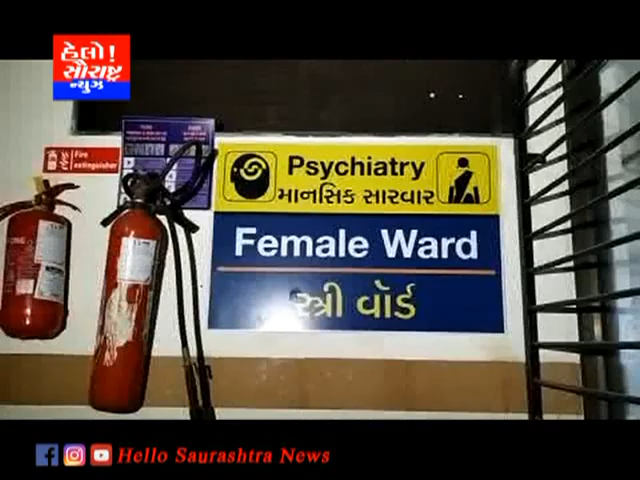 હેલો !
સૌરાષ્ટ્ર
ન્યુઝ
Fire
extinguisher
Psychiatry
માનસિક સારવાર
Female Ward
સ્ત્રી વૉર્ડ
Hello Saurashtra News